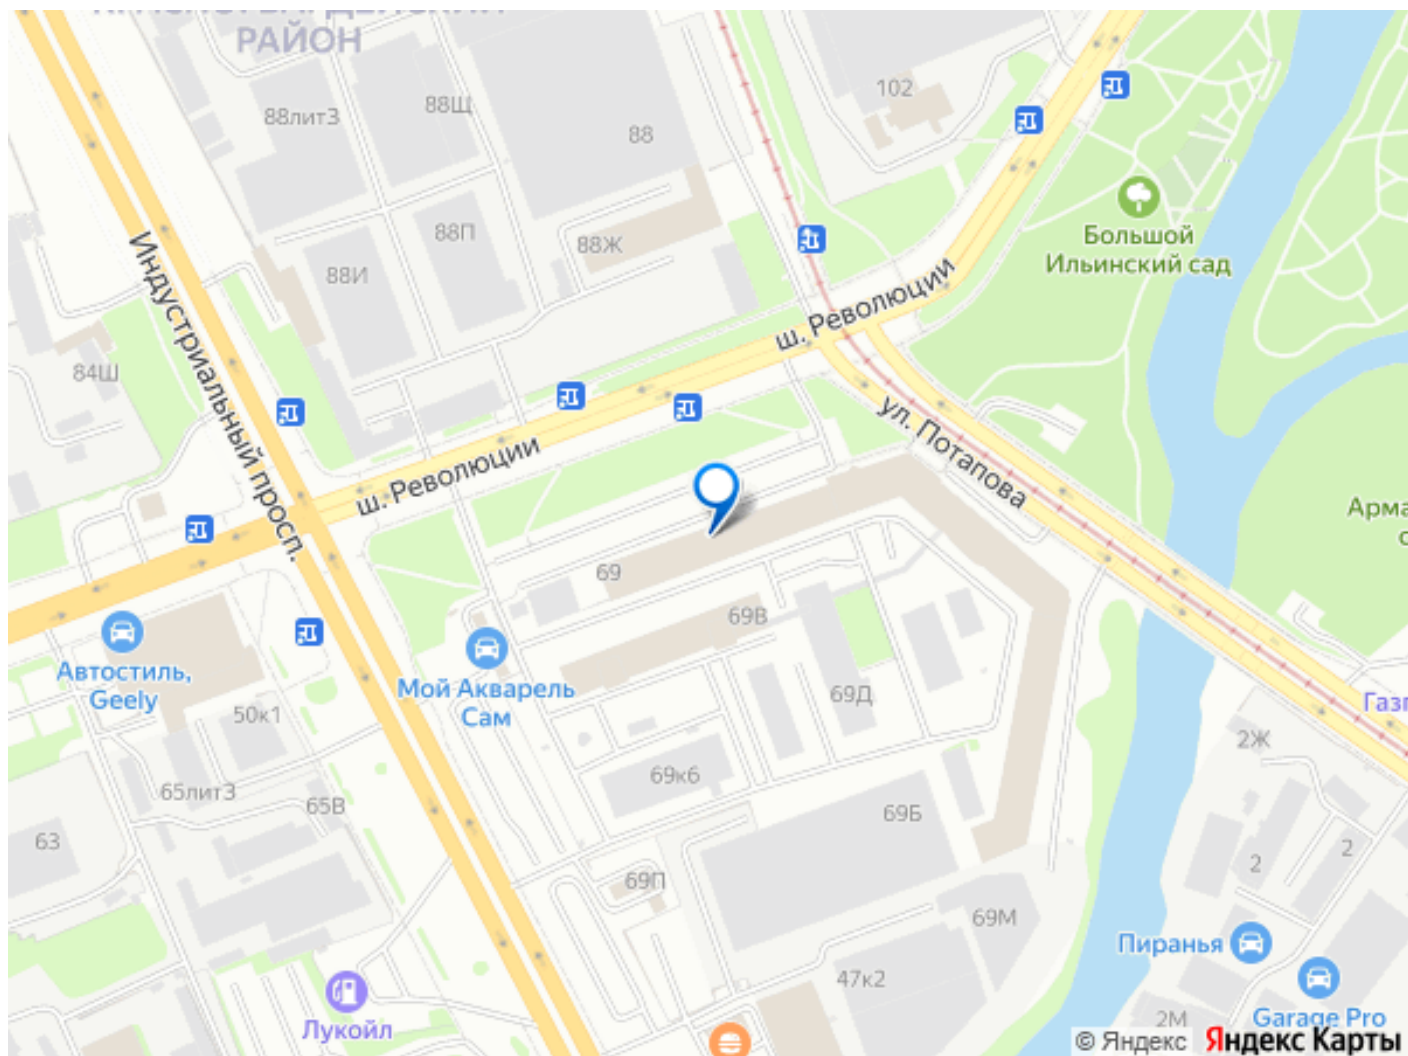 РАЙОН
88лит3
88Щ
88
102
88П
88Ж
88И
84Ш
Большой
Ильинский сад
Индустриальный просп.
ш. Революции
ш. Революции
ул. Потапова
69
69В
69Д
69к6
69Б
69П
69М
47к2
Автостиль,
Geely
50к1
65лит3
65В
63
Мой Акварель
Сам
Лукойл
2Ж
2
2
Пиранья
2М
Garage Pro
© Яндекс Яндекс Карты